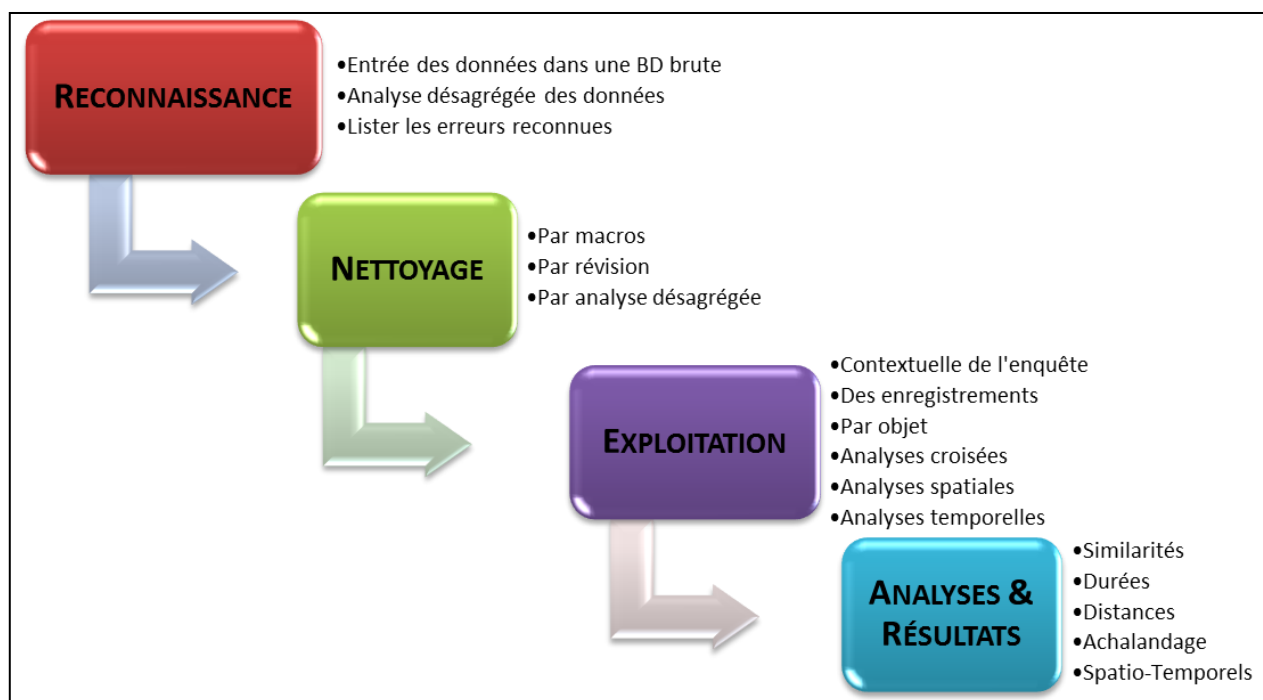 RECONNAISSANCE
•Entrée des données dans une BD brute
•Analyse désagrégée des données
•Lister les erreurs reconnues
NETTOYAGE
•Par macros
•Par révision
•Par analyse désagrégée
EXPLOITATION
•Contextuelle de l'enquête
•Des enregistrements
•Par objet
•Analyses croisées
•Analyses spatiales
•Analyses temporelles
ANALYSES &
RÉSULTATS
•Similarités
•Durées
•Distances
•Achalandage
•Spatio-Temporels